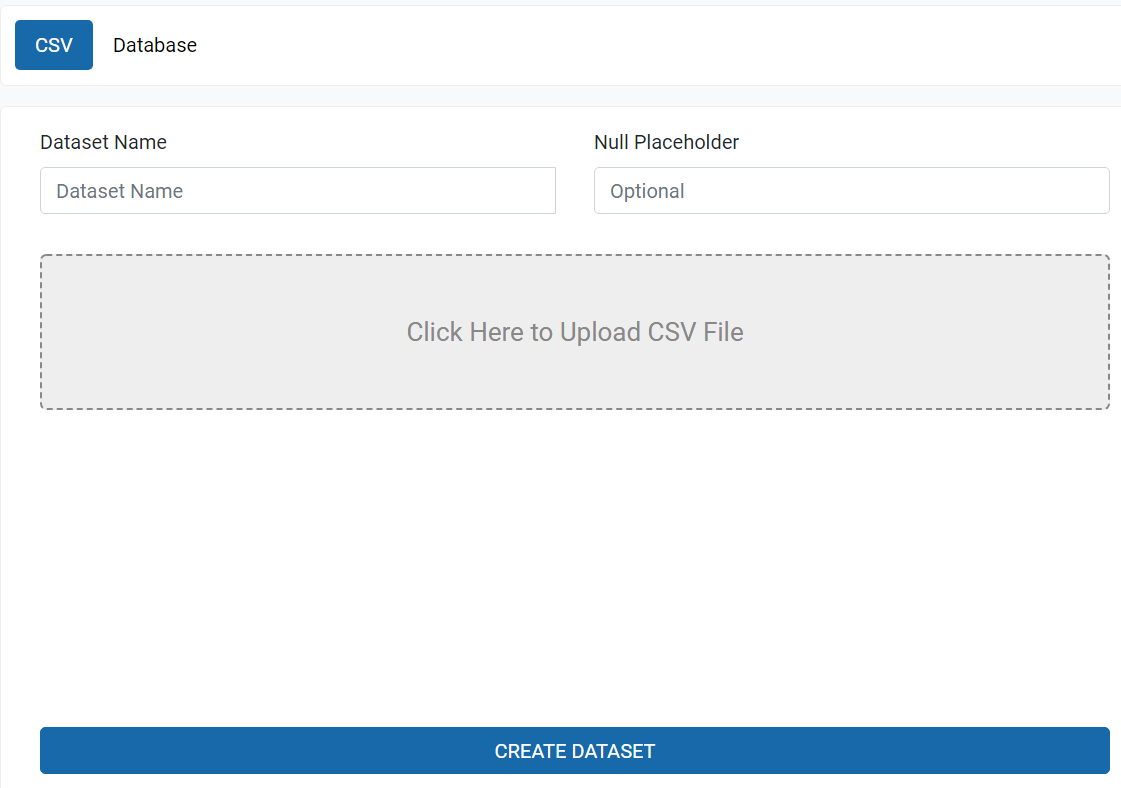 CSV Database
Dataset Name Null Placeholder
Dataset Name Optional
Click Here to Upload CSV File
CREATE DATASET